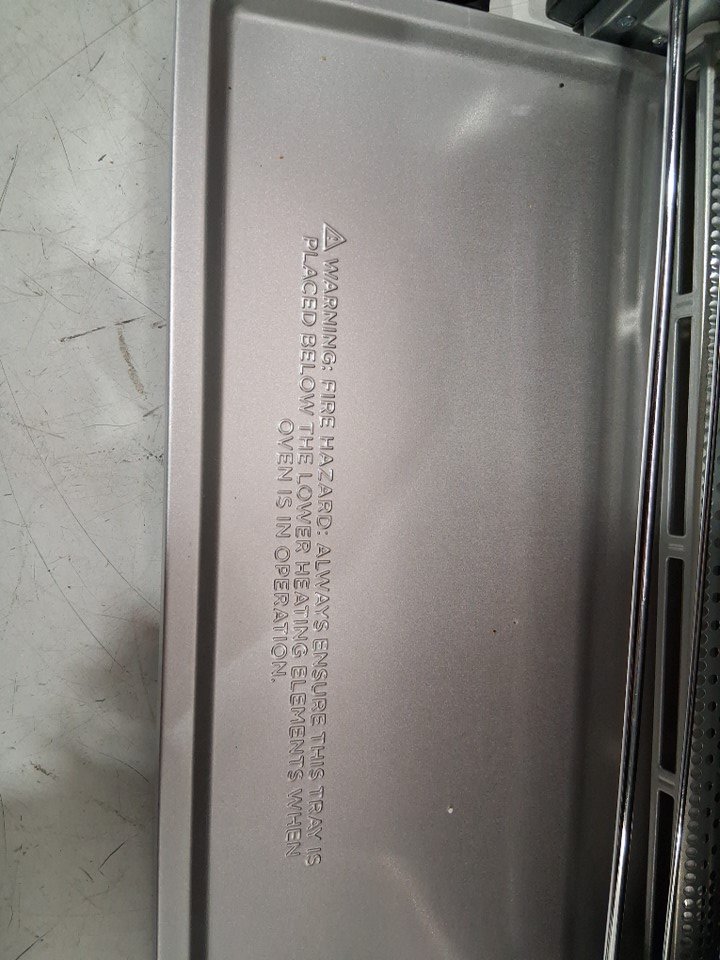 ⚠ WARNING: FIRE HAZARD: ALWAYS ENSURE THIS TRAY IS
PLACED BELOW THE LOWER HEATING ELEMENTS WHEN
OVEN IS IN OPERATION.